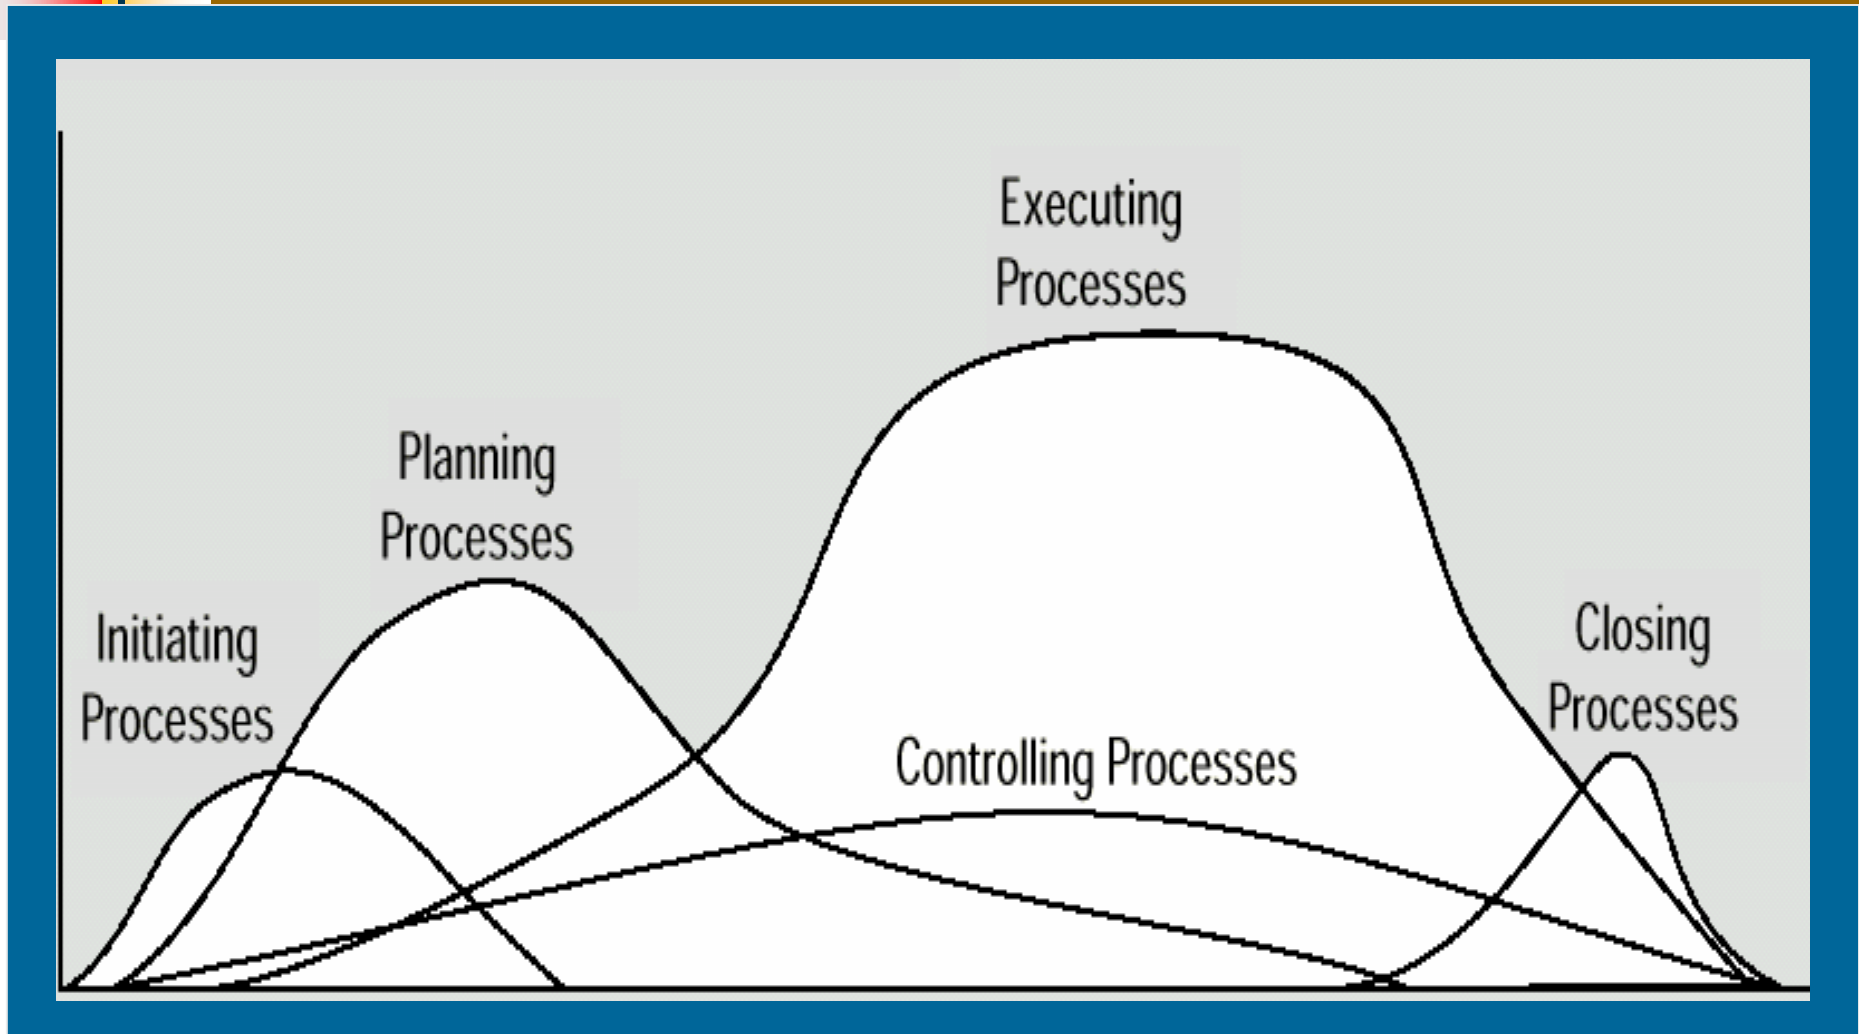 Executing
Processes
Planning
Processes
Initiating
Processes
Closing
Processes
Controlling Processes